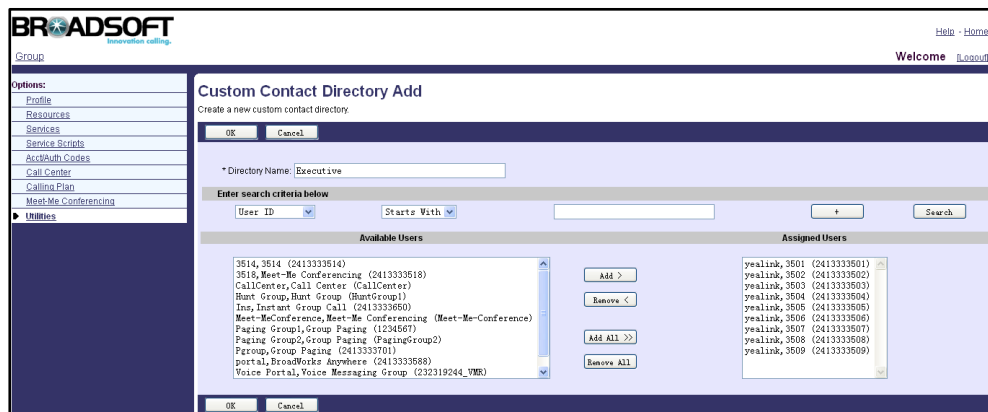 BROADSOFT
Innovation calling.
Help - Home
Group
Welcome [Logout]
Options:
Profile
Resources
Services
Service Scripts
Acct/Auth Codes
Call Center
Calling Plan
Meet-Me Conferencing
Utilities
Custom Contact Directory Add
Create a new custom contact directory.
OK Cancel
* Directory Name: Executive
Enter search criteria below
User ID Starts With + Search
Available Users Assigned Users
3514,3514 (2413333514)
3518,Meet-Me Conferencing (2413333518)
CallCenter,Call Center (CallCenter)
Hunt Group,Hunt Group (HuntGroup1)
Ins,Instant Group Call (2413333650)
Meet-MeConference,Meet-Me Conferencing (Meet-Me-Conference)
Paging Group1,Group Paging (1234567)
Paging Group2,Group Paging (PagingGroup2)
Pgroup,Group Paging (2413333701)
portal,BroadWorks Anywhere (2413333588)
Voice Portal,Voice Messaging Group (232319244_VMR)
Add >
Remove <
Add All >>
Remove All
yealink,3501 (2413333501)
yealink,3502 (2413333502)
yealink,3503 (2413333503)
yealink,3504 (2413333504)
yealink,3505 (2413333505)
yealink,3506 (2413333506)
yealink,3507 (2413333507)
yealink,3508 (2413333508)
yealink,3509 (2413333509)
OK Cancel